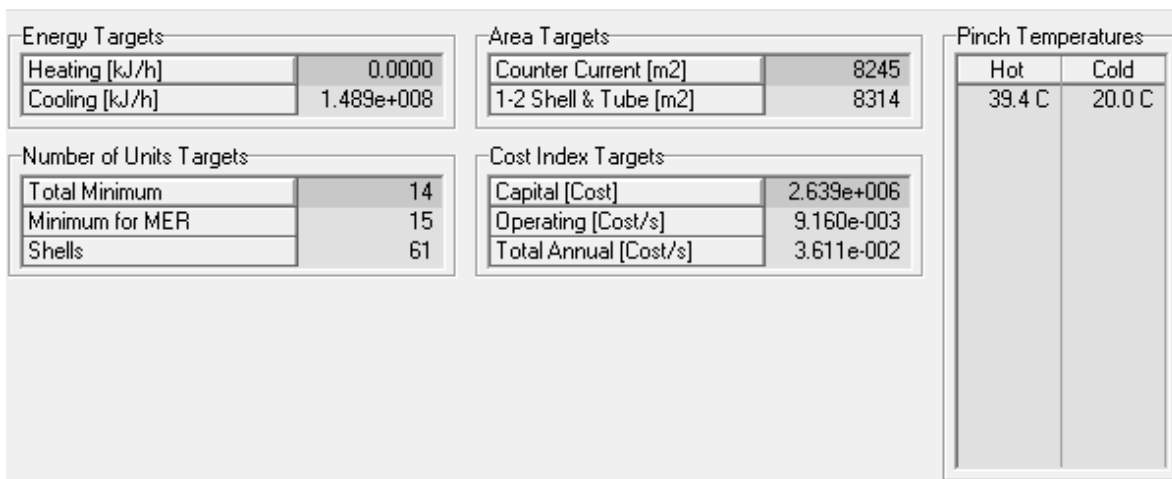 Energy Targets
Heating [kJ/h] 0.0000
Cooling [kJ/h] 1.489e+008
Area Targets
Counter Current [m2] 8245
1-2 Shell & Tube [m2] 8314
Pinch Temperatures
Hot Cold
39.4 C 20.0 C
Number of Units Targets
Total Minimum 14
Minimum for MER 15
Shells 61
Cost Index Targets
Capital [Cost] 2.639e+006
Operating [Cost/s] 9.160e-003
Total Annual [Cost/s] 3.611e-002